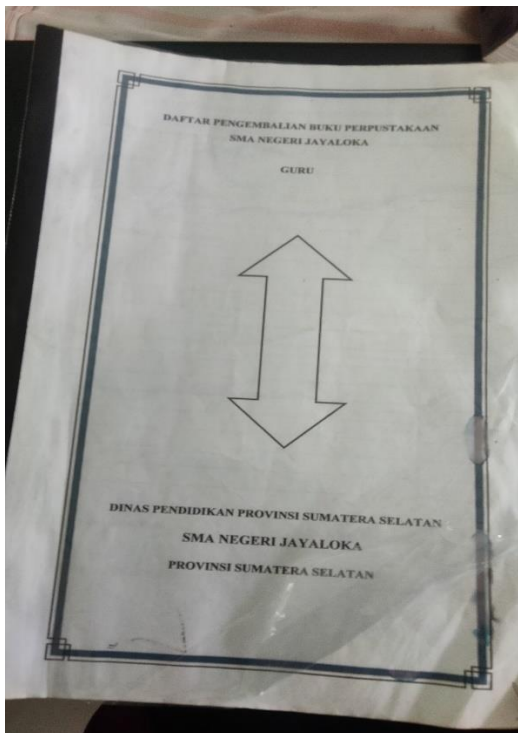 DAFTAR PENGEMBALIAN BUKU PERPUSTAKAAN
SMA NEGERI JAYALOKA
GURU
DINAS PENDIDIKAN PROVINSI SUMATERA SELATAN
SMA NEGERI JAYALOKA
PROVINSI SUMATERA SELATAN